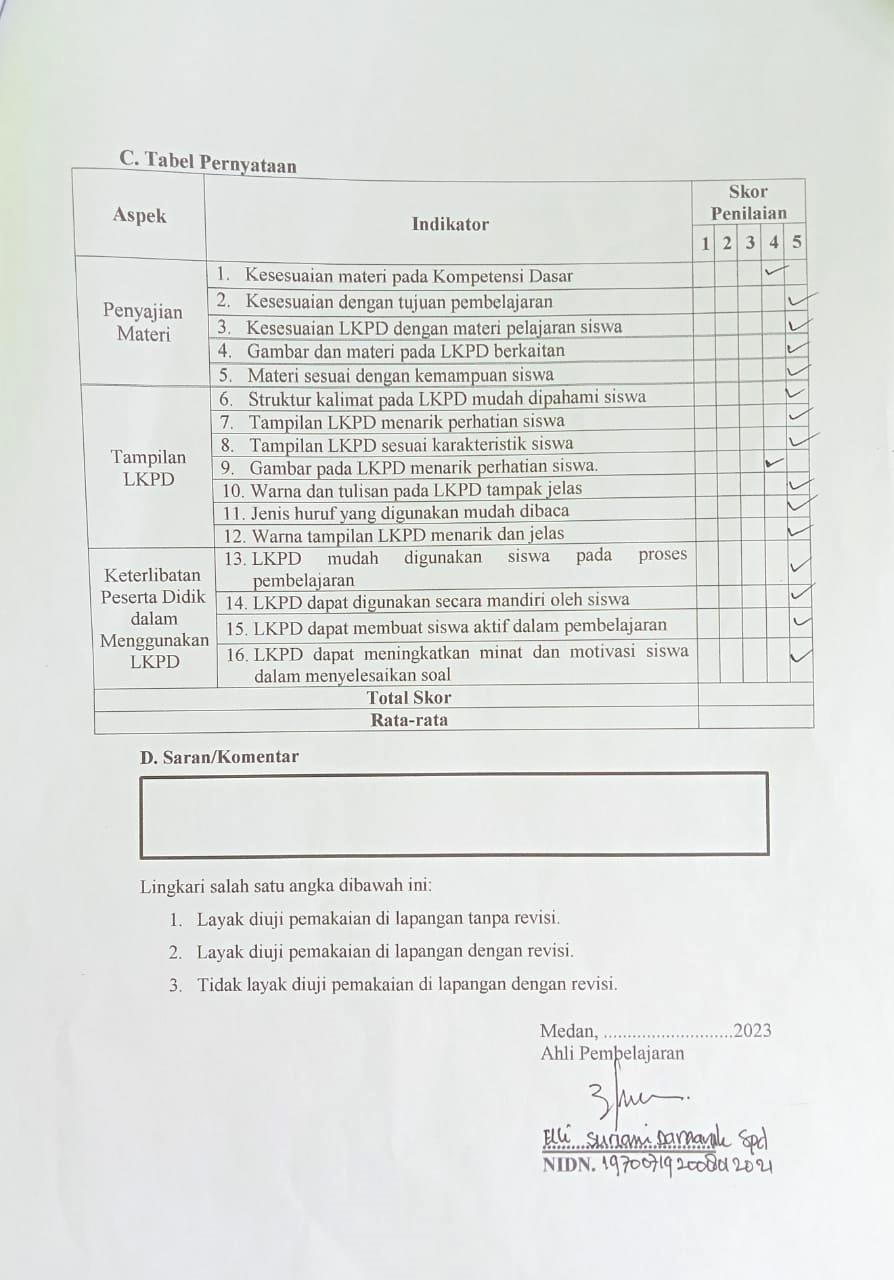 C. Tabel Pernyataan
Aspek
Indikator
Skor
Penilaian
1 2 3 4 5
Penyajian
Materi
1. Kesesuaian materi pada Kompetensi Dasar
2. Kesesuaian dengan tujuan pembelajaran
3. Kesesuaian LKPD dengan materi pelajaran siswa
4. Gambar dan materi pada LKPD berkaitan
5. Materi sesuai dengan kemampuan siswa
Tampilan
LKPD
6. Struktur kalimat pada LKPD mudah dipahami siswa
7. Tampilan LKPD menarik perhatian siswa
8. Tampilan LKPD sesuai karakteristik siswa
9. Gambar pada LKPD menarik perhatian siswa.
10. Warna dan tulisan pada LKPD tampak jelas
11. Jenis huruf yang digunakan mudah dibaca
12. Warna tampilan LKPD menarik dan jelas
Keterlibatan
Peserta Didik
dalam
Menggunakan
LKPD
13. LKPD mudah digunakan siswa pada proses
pembelajaran
14. LKPD dapat digunakan secara mandiri oleh siswa
15. LKPD dapat membuat siswa aktif dalam pembelajaran
16. LKPD dapat meningkatkan minat dan motivasi siswa
dalam menyelesaikan soal
Total Skor
Rata-rata
D. Saran/Komentar
Lingkari salah satu angka dibawah ini:
1. Layak diuji pemakaian di lapangan tanpa revisi.
2. Layak diuji pemakaian di lapangan dengan revisi.
3. Tidak layak diuji pemakaian di lapangan dengan revisi.
Medan, ...........................2023
Ahli Pembelajaran
Elli Suriani Spd
NIDN.